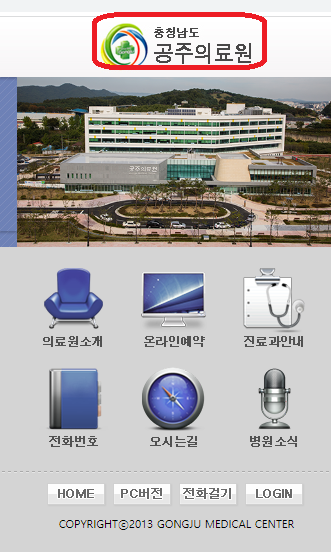 충청남도
공주의료원
공주의료원
의료원소개
온라인예약
진료과안내
전화번호
오시는길
병원소식
HOME
PC버전
전화걸기
LOGIN
COPYRIGHTⓒ2013 GONGJU MEDICAL CENTER